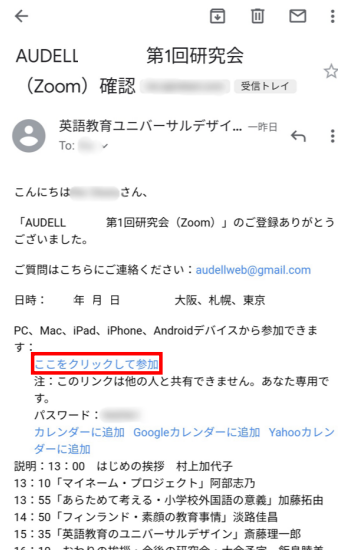 AUDELL 第1回研究会
（Zoom）確認 受信トレイ
英語教育ユニバーサルデザイ... 一昨日
To:
こんにちは さん、
「AUDELL 第1回研究会（Zoom）」のご登録ありがとう
ございました。
ご質問はこちらにご連絡ください：audellweb@gmail.com
日時： 年 月 日 大阪、札幌、東京
PC、Mac、iPad、iPhone、Androidデバイスから参加できま
す：
ここをクリックして参加
注：このリンクは他の人と共有できません。あなた専用で
す。
パスワード：
カレンダーに追加 Googleカレンダーに追加 Yahooカレン
ダーに追加
説明：13：00 はじめの挨拶 村上加代子
13：10「マイネーム・プロジェクト」阿部志乃
13：55「あらためて考える・小学校外国語の意義」加藤拓由
14：50「フィンランド・素顔の教育事情」淡路佳昌
15：35「英語教育のユニバーサルデザイン」斎藤理一郎